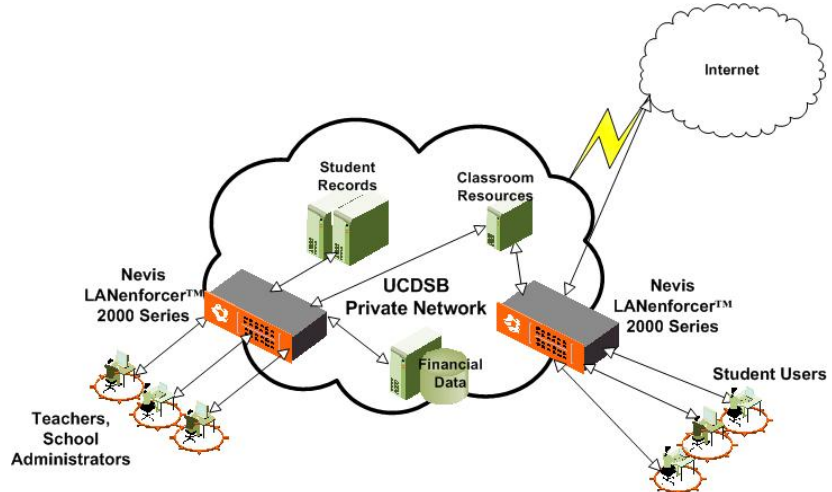 Internet
Student
Records
Classroom
Resources
Nevis
LANenforcer™
2000 Series
UCDSB
Private Network
Nevis
LANenforcer™
2000 Series
Financial
Data
Student Users
Teachers,
School
Administrators